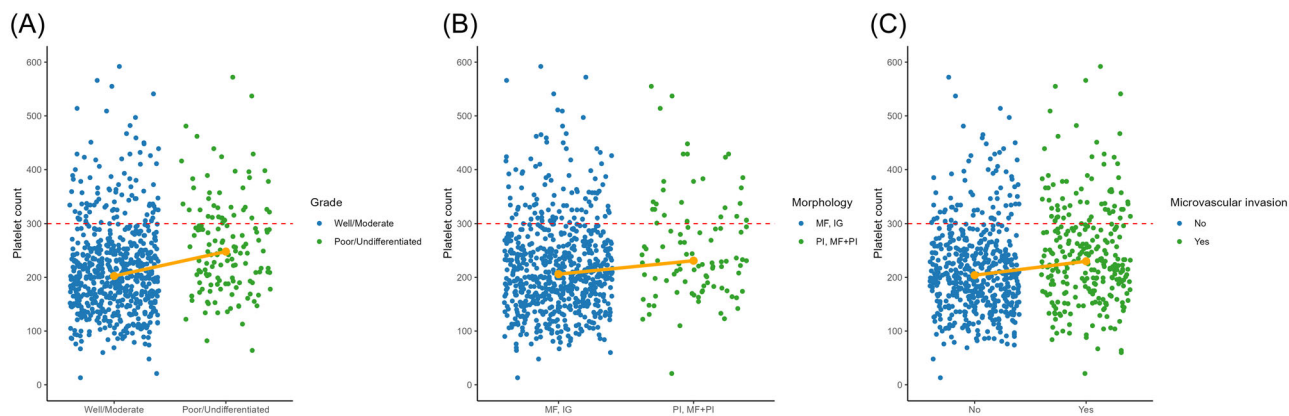 (A)
Platelet count
600
500
400
300
200
100
0
Well/Moderate
Poor/Undifferentiated
Grade
Well/Moderate
Poor/Undifferentiated
(B)
Platelet count
600
500
400
300
200
100
0
MF, IG
PI, MF+PI
Morphology
MF, IG
PI, MF+PI
(C)
Platelet count
600
500
400
300
200
100
0
No
Yes
Microvascular invasion
No
Yes